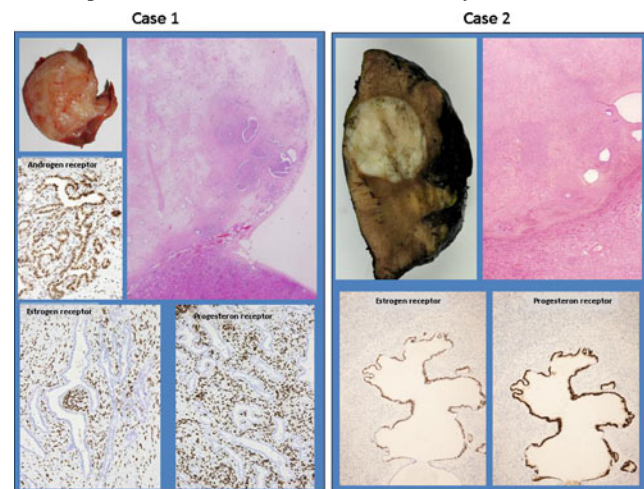 Case 1
Case 2
Androgen receptor
Estrogen receptor
Progesteron receptor
Estrogen receptor
Progesteron receptor